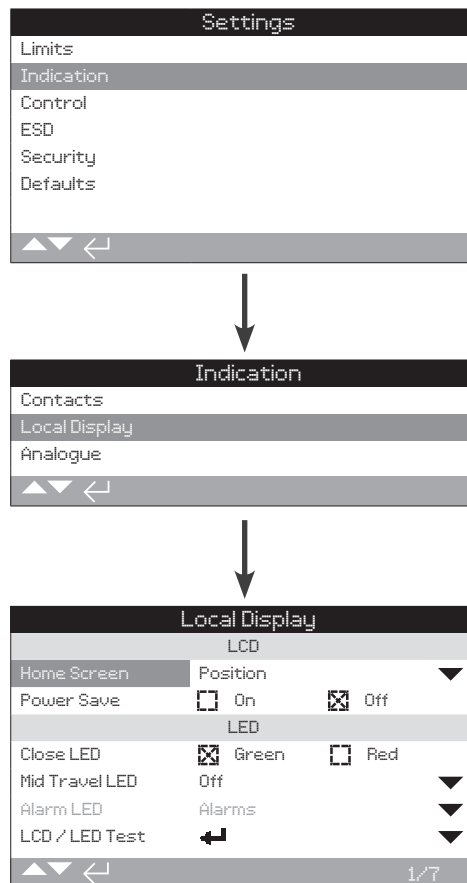 Settings
Limits
Indication
Control
ESD
Security
Defaults
Indication
Contacts
Local Display
Analogue
Local Display
LCD
Home Screen Position
Power Save On Off
LED
Close LED Green Red
Mid Travel LED Off
Alarm LED Alarms
LCD / LED Test
1/7